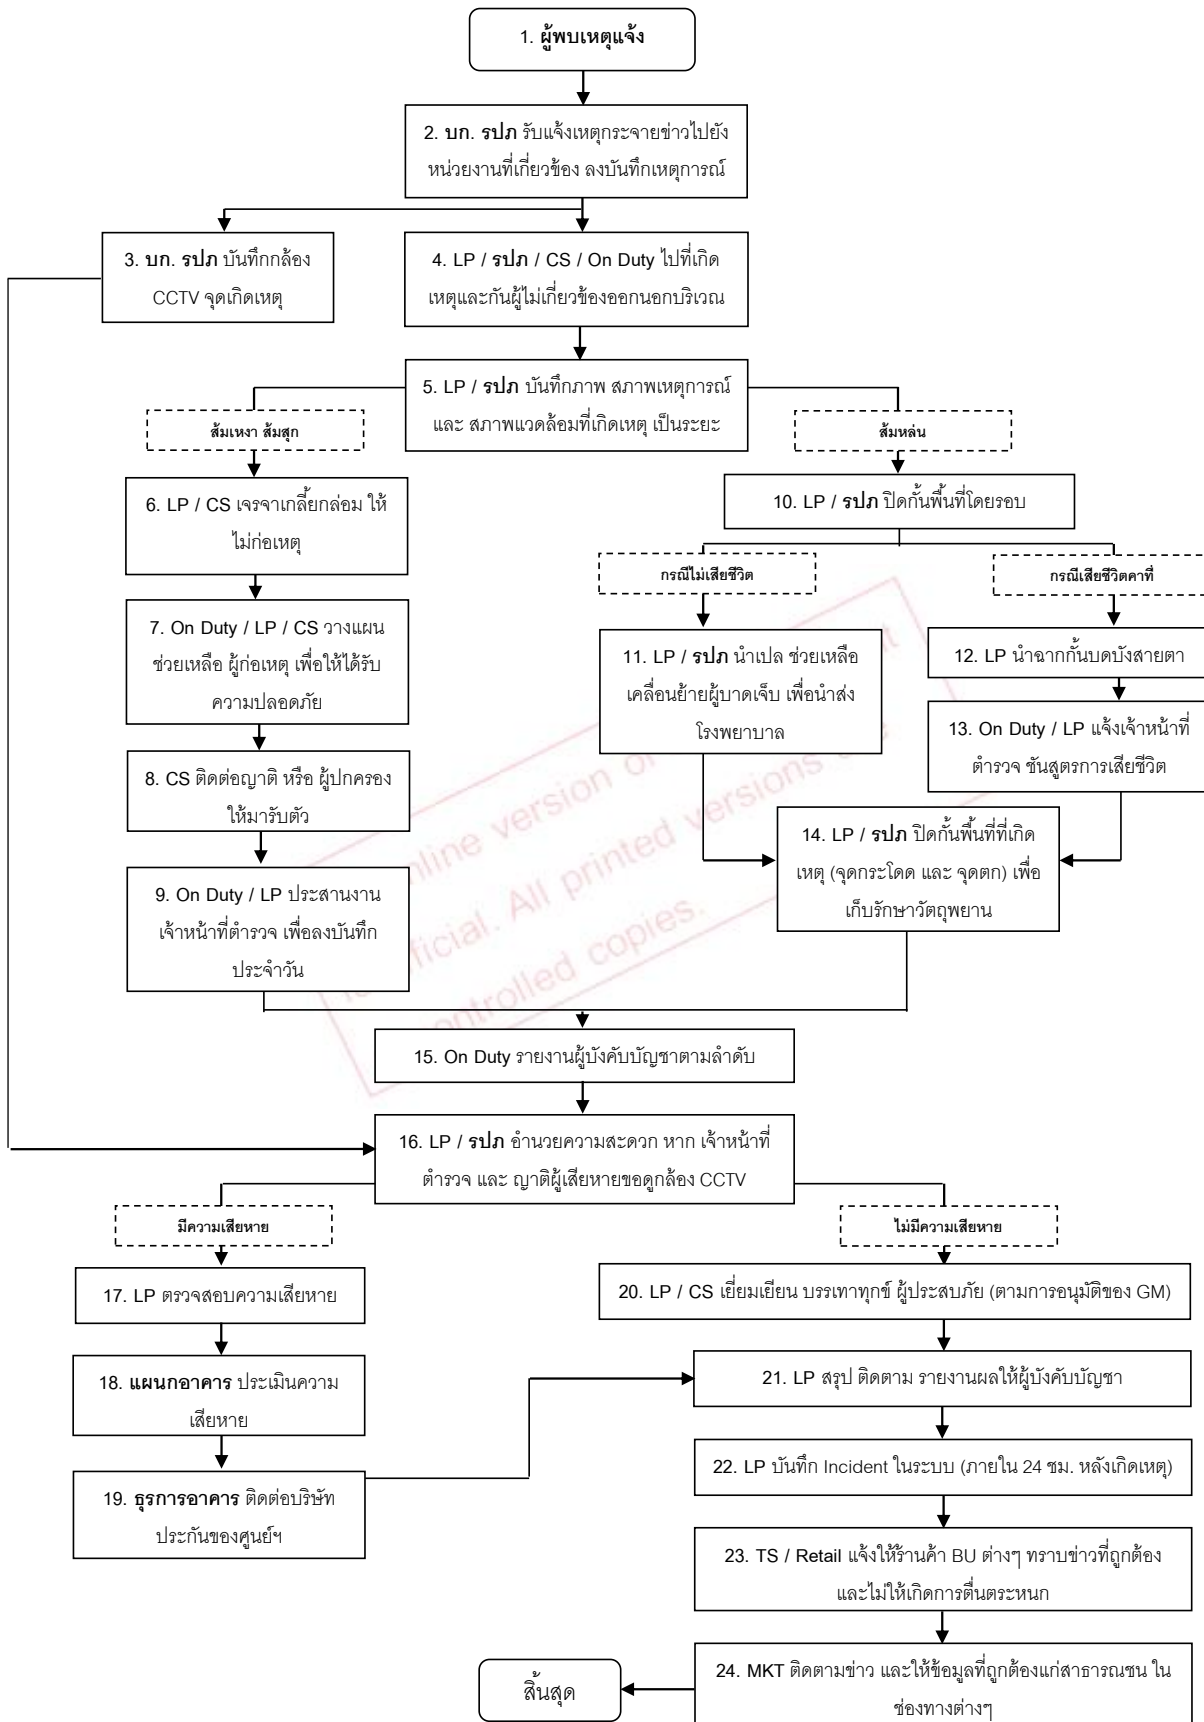 1. ผู้พบเหตุแจ้ง
2. บก. รปภ รับแจ้งเหตุกระจายข่าวไปยัง
หน่วยงานที่เกี่ยวข้อง ลงบันทึกเหตุการณ์
3. บก. รปภ บันทึกกล้อง
CCTV จุดเกิดเหตุ
4. LP / รปภ / CS / On Duty ไปที่เกิด
เหตุและกันผู้ไม่เกี่ยวข้องออกนอกบริเวณ
5. LP / รปภ บันทึกภาพ สภาพเหตุการณ์
และ สภาพแวดล้อมที่เกิดเหตุ เป็นระยะ
ส้มเหงา ส้มสุก
ส้มหล่น
6. LP / CS เจรจาเกลี้ยกล่อม ให้
ไม่ก่อเหตุ
10. LP / รปภ ปิดกั้นพื้นที่โดยรอบ
กรณีไม่เสียชีวิต
กรณีเสียชีวิตคาที่
7. On Duty / LP / CS วางแผน
ช่วยเหลือ ผู้ก่อเหตุ เพื่อให้ได้รับ
ความปลอดภัย
11. LP / รปภ นำเปล ช่วยเหลือ
เคลื่อนย้ายผู้บาดเจ็บ เพื่อนำส่ง
โรงพยาบาล
12. LP นำฉากกั้นบดบังสายตา
13. On Duty / LP แจ้งเจ้าหน้าที่
ตำรวจ ชันสูตรการเสียชีวิต
8. CS ติดต่อญาติ หรือ ผู้ปกครอง
ให้มารับตัว
14. LP / รปภ ปิดกั้นพื้นที่ที่เกิด
เหตุ (จุดกระโดด และ จุดตก) เพื่อ
เก็บรักษาวัตถุพยาน
9. On Duty / LP ประสานงาน
เจ้าหน้าที่ตำรวจ เพื่อลงบันทึก
ประจำวัน
nline version of
fficial. All printed versions
ontrolled copies.
15. On Duty รายงานผู้บังคับบัญชาตามลำดับ
16. LP / รปภ อำนวยความสะดวก หาก เจ้าหน้าที่
ตำรวจ และ ญาติผู้เสียหายขอดูกล้อง CCTV
มีความเสียหาย
ไม่มีความเสียหาย
17. LP ตรวจสอบความเสียหาย
20. LP / CS เยี่ยมเยียน บรรเทาทุกข์ ผู้ประสบภัย (ตามการอนุมัติของ GM)
18. แผนกอาคาร ประเมินความ
เสียหาย
21. LP สรุป ติดตาม รายงานผลให้ผู้บังคับบัญชา
22. LP บันทึก Incident ในระบบ (ภายใน 24 ชม. หลังเกิดเหตุ)
19. ธุรการอาคาร ติดต่อบริษัท
ประกันของศูนย์ฯ
23. TS / Retail แจ้งให้ร้านค้า BU ต่างๆ ทราบข่าวที่ถูกต้อง
และไม่ให้เกิดการตื่นตระหนก
24. MKT ติดตามข่าว และให้ข้อมูลที่ถูกต้องแก่สาธารณชน ใน
ช่องทางต่างๆ
สิ้นสุด